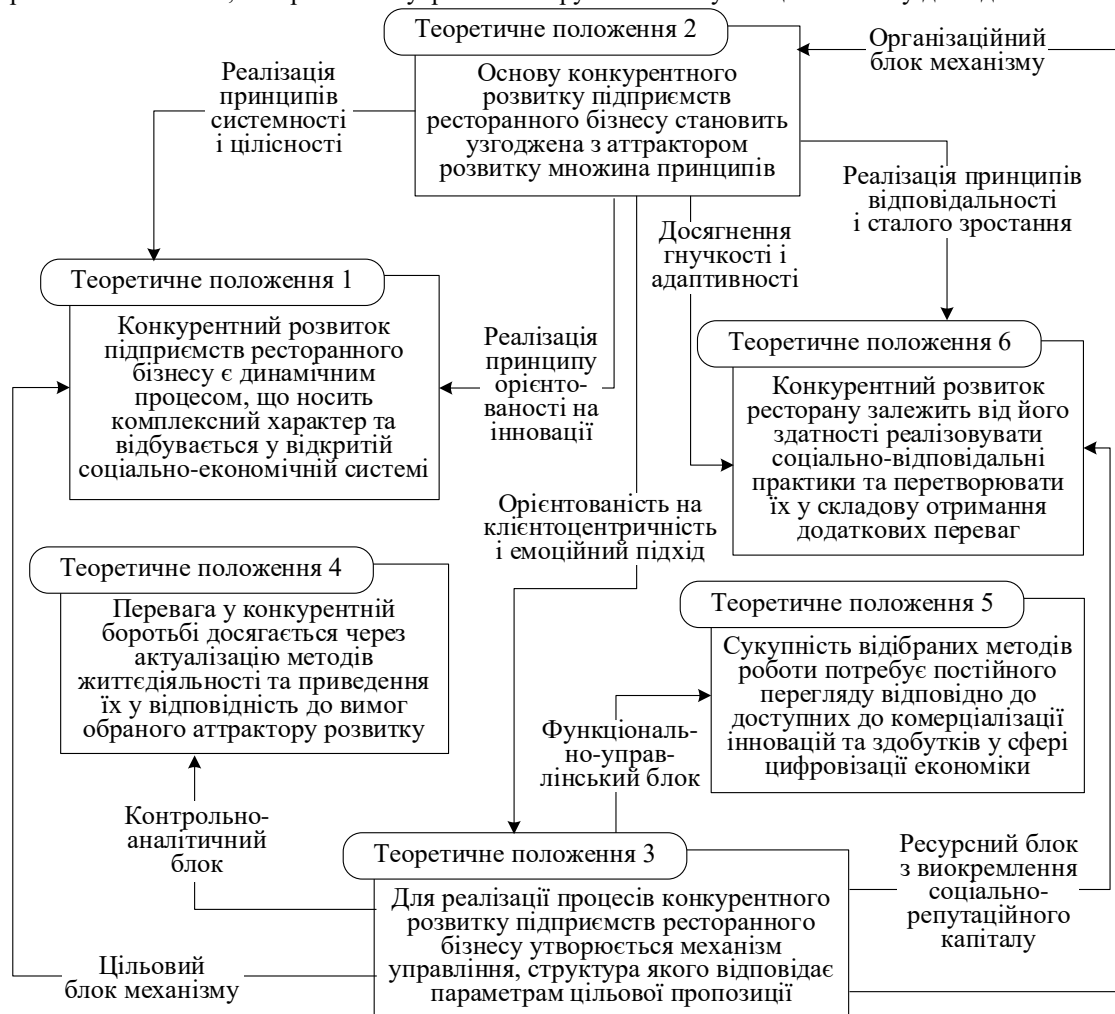 Теоретичне положення 2
Основу конкурентного
розвитку підприємств
ресторанного бізнесу становить
узгоджена з аттрактором
розвитку множина принципів
Організаційний
блок механізму
Реалізація
принципів
системності
і цілісності
Реалізація принципів
відповідальності
і сталого зростання
Досягнення
гнучкості і
адаптивності
Теоретичне положення 1
Конкурентний розвиток
підприємств ресторанного
бізнесу є динамічним
процесом, що носить
комплексний характер та
відбувається у відкритій
соціально-економічній системі
Реалізація
принципу
орієнто-
ваності на
інновації
Теоретичне положення 6
Конкурентний розвиток
ресторану залежить від його
здатності реалізовувати
соціально-відповідальні
практики та перетворювати
їх у складову отримання
додаткових переваг
Орієнтованість на
клієнтоцентричність
і емоційний підхід
Теоретичне положення 4
Перевага у конкурентній
боротьбі досягається через
актуалізацію методів
життєдіяльності та приведення
їх у відповідність до вимог
обраного аттрактору розвитку
Теоретичне положення 5
Сукупність відібраних методів
роботи потребує постійного
перегляду відповідно до
доступних до комерціалізації
інновацій та здобутків у сфері
цифровізації економіки
Функціональ-
но-управ-
лінський блок
Контрольно-
аналітичний
блок
Теоретичне положення 3
Для реалізації процесів конкурентного
розвитку підприємств ресторанного
бізнесу утворюється механізм
управління, структура якого відповідає
параметрам цільової пропозиції
Ресурсний блок
з виокремлення
соціально-
репутаційного
капіталу
Цільовий
блок механізму